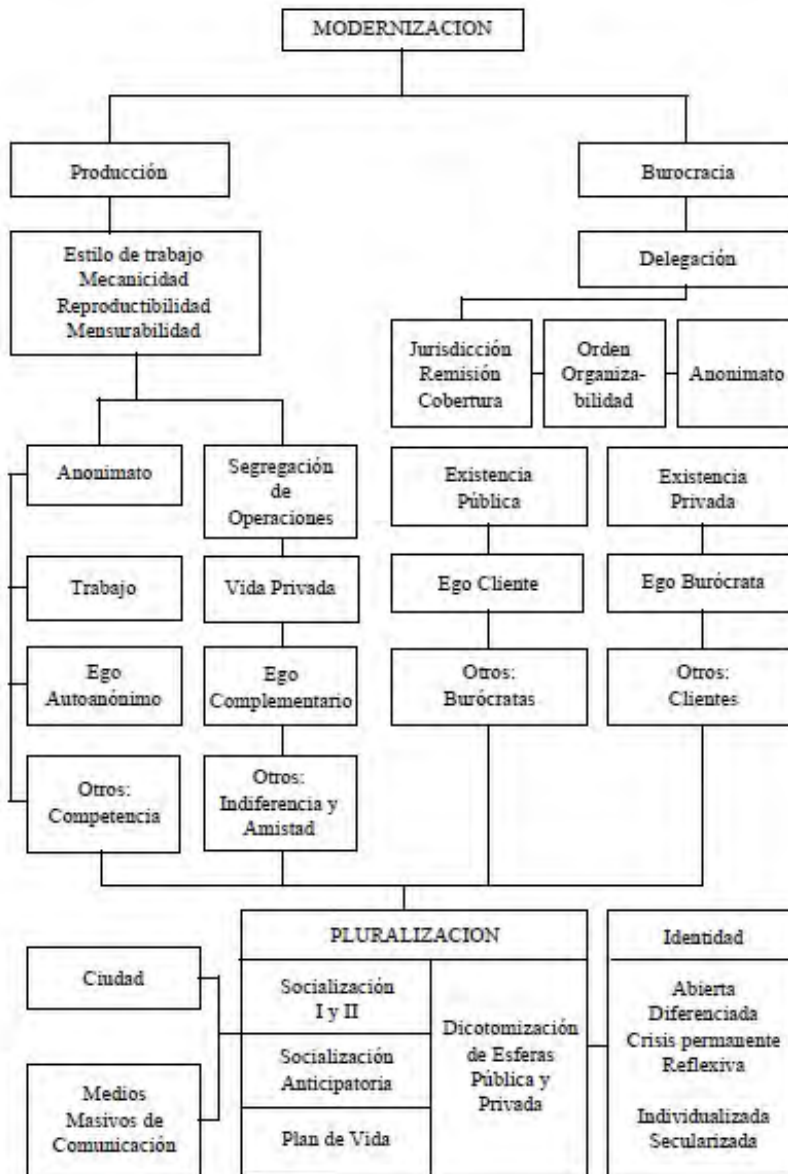 MODERNIZACION
Producción
Burocracia
Estilo de trabajo
Mecanicidad
Reproductibilidad
Mensurabilidad
Delegación
Jurisdicción
Remisión
Cobertura
Orden
Organiza-
bilidad
Anonimato
Anonimato
Segregación
de
Operaciones
Existencia
Pública
Existencia
Privada
Trabajo
Vida Privada
Ego Cliente
Ego Burócrata
Ego
Autoanónimo
Ego
Complementario
Otros:
Burócratas
Otros:
Clientes
Otros:
Competencia
Otros:
Indiferencia y
Amistad
Ciudad
Medios
Masivos de
Comunicación
PLURALIZACION
Socialización
I y II
Socialización
Anticipatoria
Plan de Vida
Dicotomización
de Esferas
Pública y
Privada
Identidad
Abierta
Diferenciada
Crisis permanente
Reflexiva
Individualizada
Secularizada